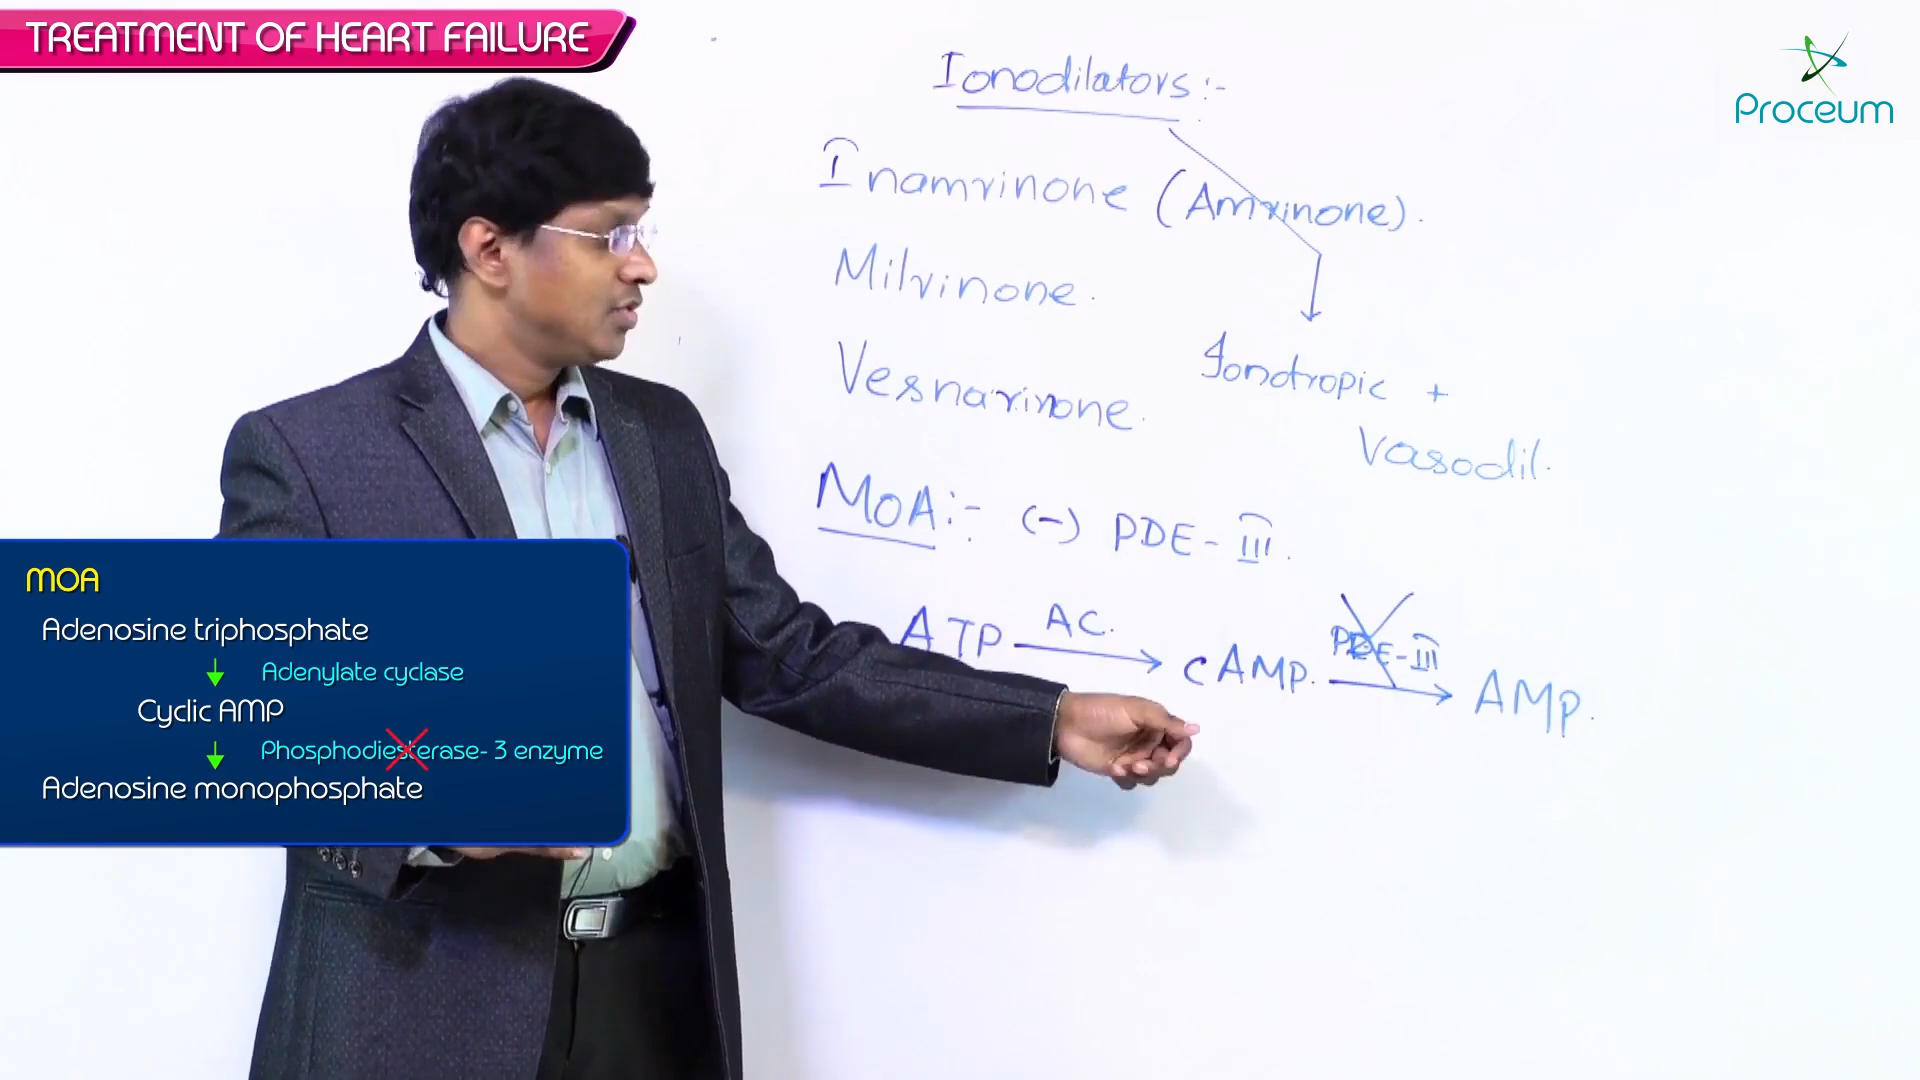 TREATMENT OF HEART FAILURE
Proceum
Ionodilators:-
Inamrinone (Amrinone).
Milrinone.
Vesnarinone.
Ionotropic +
Vasodil.
MOA:- (-) PDE-III.
ATP AC. cAMP. PDE-III AMP.
MOA
Adenosine triphosphate
Adenylate cyclase
Cyclic AMP
Phosphodiesterase- 3 enzyme
Adenosine monophosphate